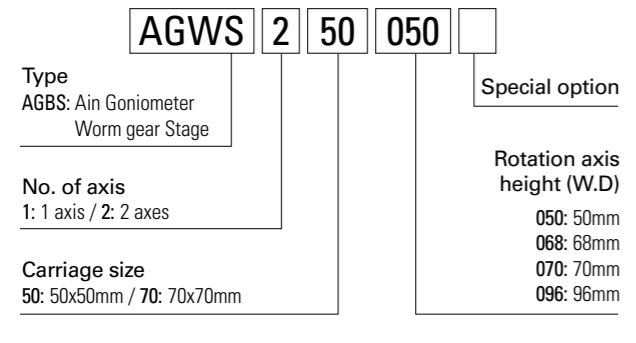 AGWS 2 50 050
Type
AGBS: Ain Goniometer
Worm gear Stage
Special option
No. of axis
1: 1 axis / 2: 2 axes
Rotation axis
height (W.D)
050: 50mm
068: 68mm
070: 70mm
096: 96mm
Carriage size
50: 50x50mm / 70: 70x70mm